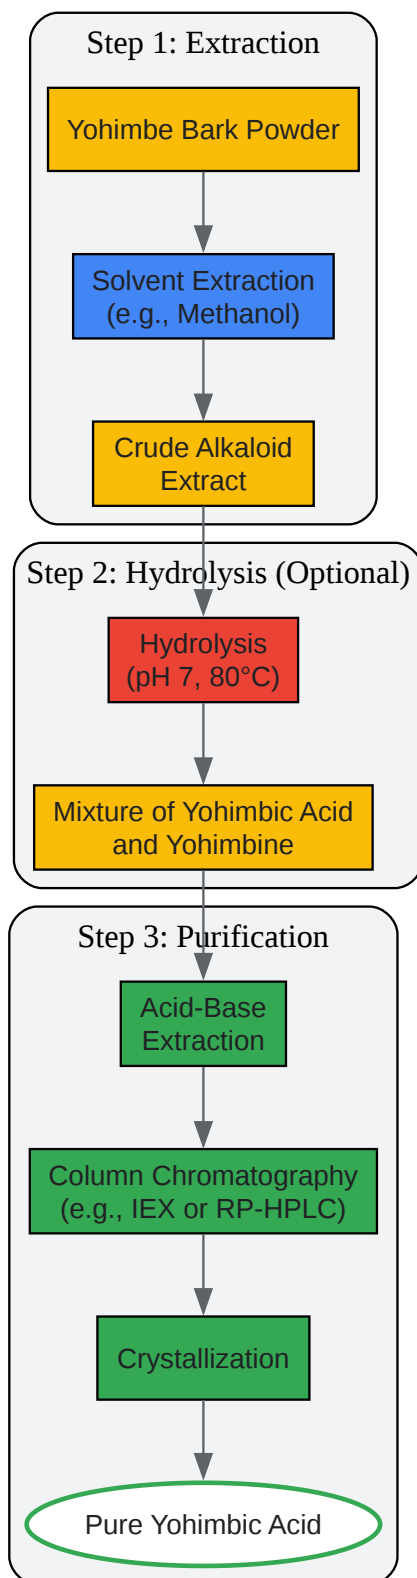 Step 1: Extraction
Yohimbe Bark Powder
Solvent Extraction
(e.g., Methanol)
Crude Alkaloid
Extract
Step 2: Hydrolysis (Optional)
Hydrolysis
(pH 7, 80°C)
Mixture of Yohimbic Acid
and Yohimbine
Step 3: Purification
Acid-Base
Extraction
Column Chromatography
(e.g., IEX or RP-HPLC)
Crystallization
Pure Yohimbic Acid